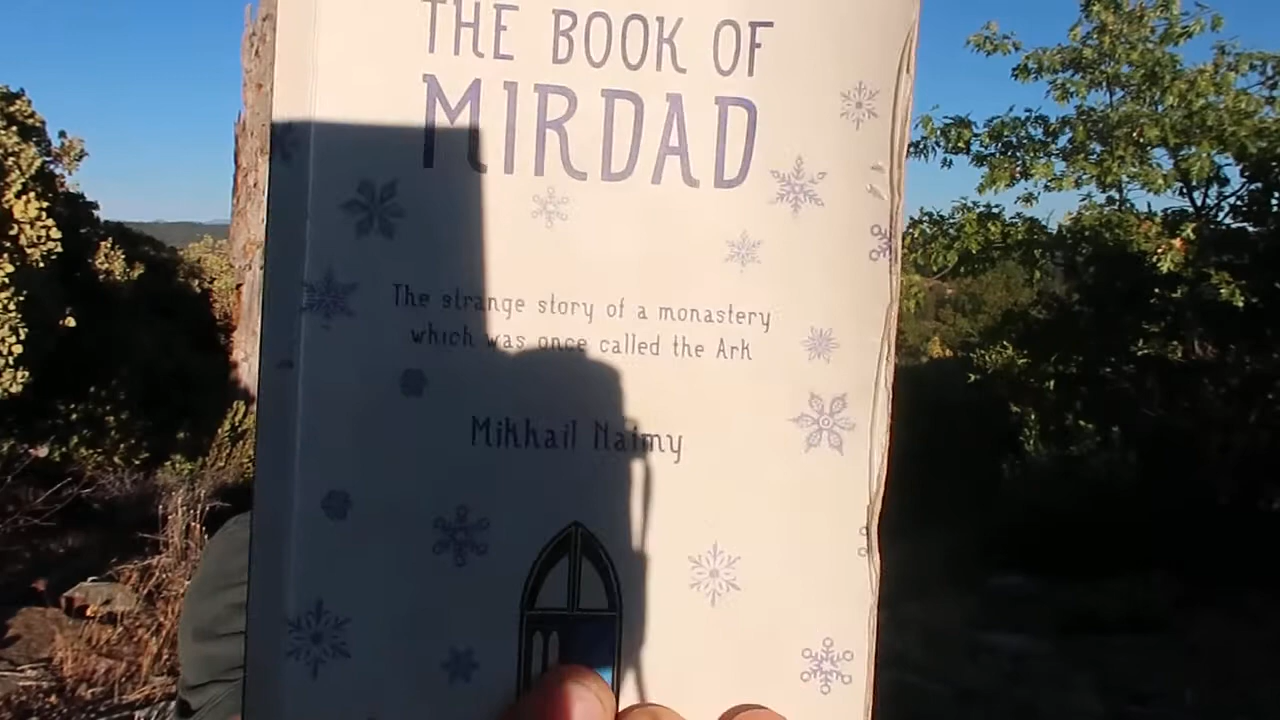 THE BOOK OF
MIRDAD
The strange story of a monastery
which was once called the Ark
Mikhail Naimy